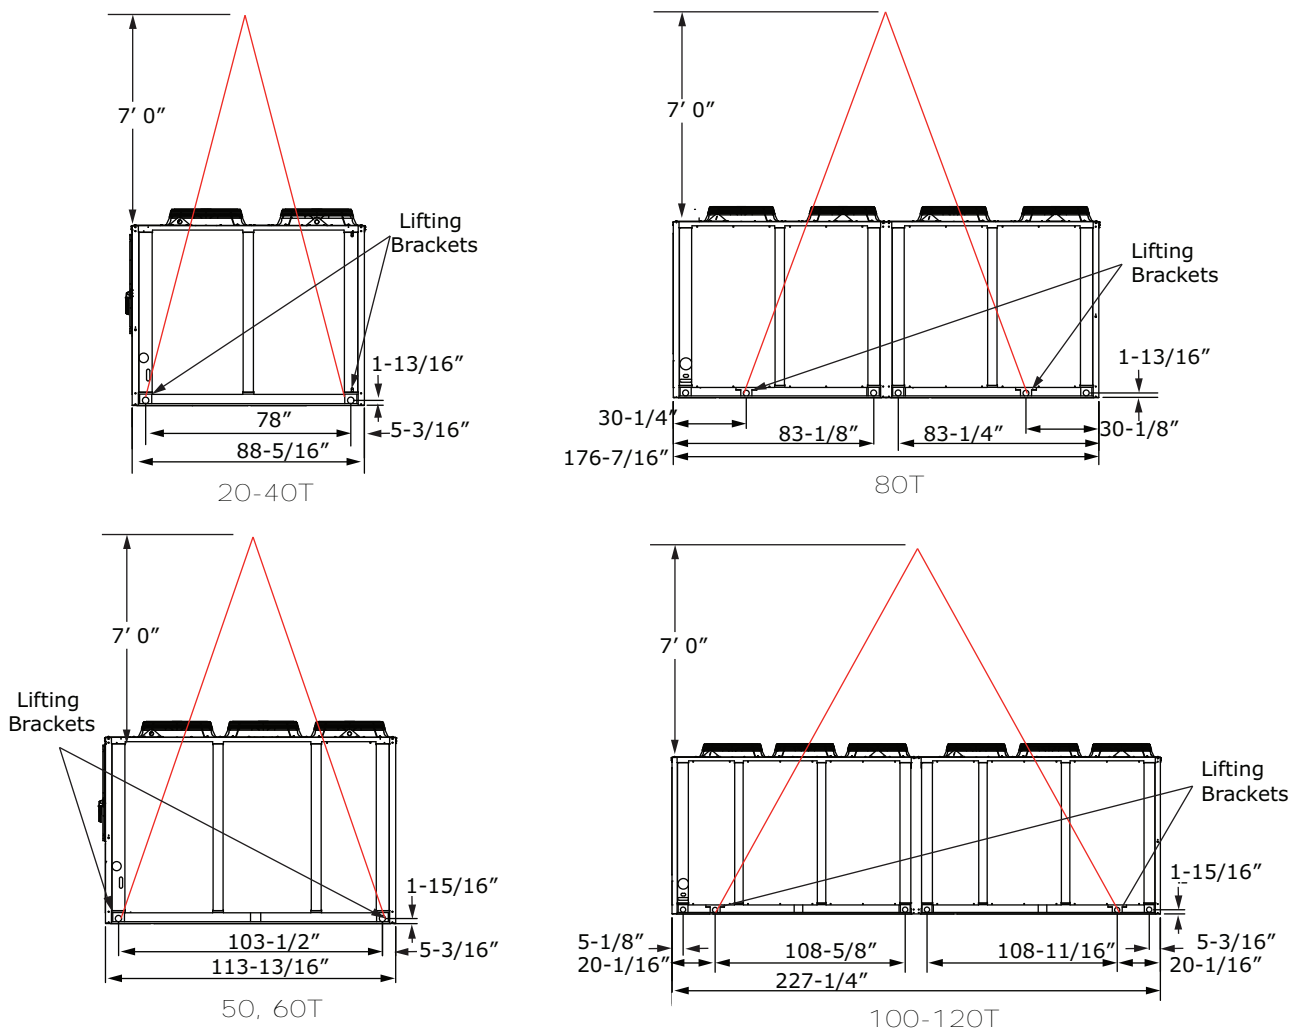 7′ 0″
Lifting
Brackets
1-13/16″
78″
5-3/16″
88-5/16″
20-40T
7′ 0″
Lifting
Brackets
1-13/16″
30-1/4″
83-1/8″
83-1/4″
30-1/8″
176-7/16″
80T
7′ 0″
Lifting
Brackets
1-15/16″
103-1/2″
5-3/16″
113-13/16″
50, 60T
7′ 0″
Lifting
Brackets
1-15/16″
5-1/8″
108-5/8″
108-11/16″
5-3/16″
20-1/16″
20-1/16″
227-1/4″
100-120T